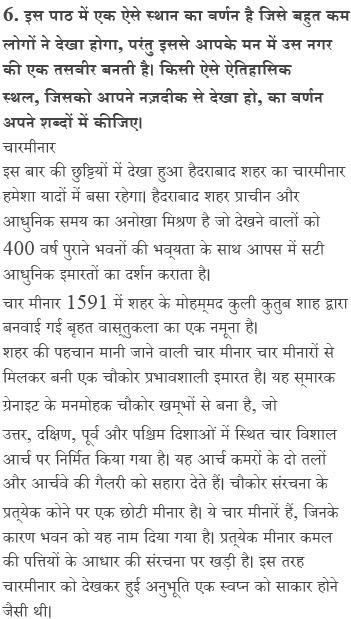 6. इस पाठ में एक ऐसे स्थान का वर्णन है जिसे बहुत कम
लोगों ने देखा होगा, परंतु इससे आपके मन में उस नगर
की एक तसवीर बनती है। किसी ऐसे ऐतिहासिक
स्थल, जिसको आपने नज़दीक से देखा हो, का वर्णन
अपने शब्दों में कीजिए।
चारमीनार
इस बार की छुट्टियों में देखा हुआ हैदराबाद शहर का चारमीनार
हमेशा यादों में बसा रहेगा। हैदराबाद शहर प्राचीन और
आधुनिक समय का अनोखा मिश्रण है जो देखने वालों को
400 वर्ष पुराने भवनों की भव्यता के साथ आपस में सटी
आधुनिक इमारतों का दर्शन कराता है।
चार मीनार 1591 में शहर के मोहम्मद कुली कुतुब शाह द्वारा
बनवाई गई बृहत वास्तुकला का एक नमूना है।
शहर की पहचान मानी जाने वाली चार मीनार चार मीनारों से
मिलकर बनी एक चौकोर प्रभावशाली इमारत है। यह स्मारक
ग्रेनाइट के मनमोहक चौकोर खम्भों से बना है, जो
उत्तर, दक्षिण, पूर्व और पश्चिम दिशाओं में स्थित चार विशाल
आर्च पर निर्मित किया गया है। यह आर्च कमरों के दो तलों
और आर्चवे की गैलरी को सहारा देते हैं। चौकोर संरचना के
प्रत्येक कोने पर एक छोटी मीनार है। ये चार मीनारें हैं, जिनके
कारण भवन को यह नाम दिया गया है। प्रत्येक मीनार कमल
की पत्तियों के आधार की संरचना पर खड़ी है। इस तरह
चारमीनार को देखकर हुई अनुभूति एक स्वप्न को साकार होने
जैसी थी।